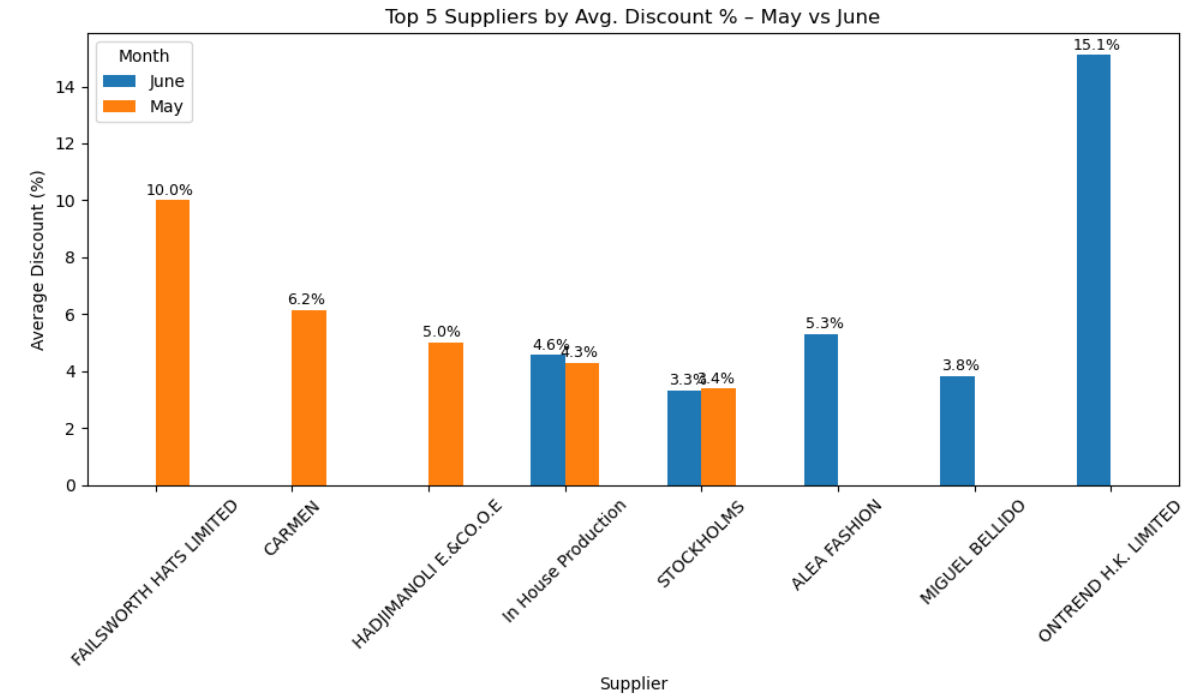 Top 5 Suppliers by Avg. Discount % – May vs June
Month
June
May
Average Discount (%)
14
12
10
8
6
4
2
0
10.0%
6.2%
5.0%
4.6%
4.3%
3.3%
3.4%
5.3%
3.8%
15.1%
FAILSWORTH HATS LIMITED
CARMEN
HADJIMANOLI E.&CO.O.E
In House Production
STOCKHOLMS
ALEA FASHION
MIGUEL BELLIDO
ONTREND H.K. LIMITED
Supplier